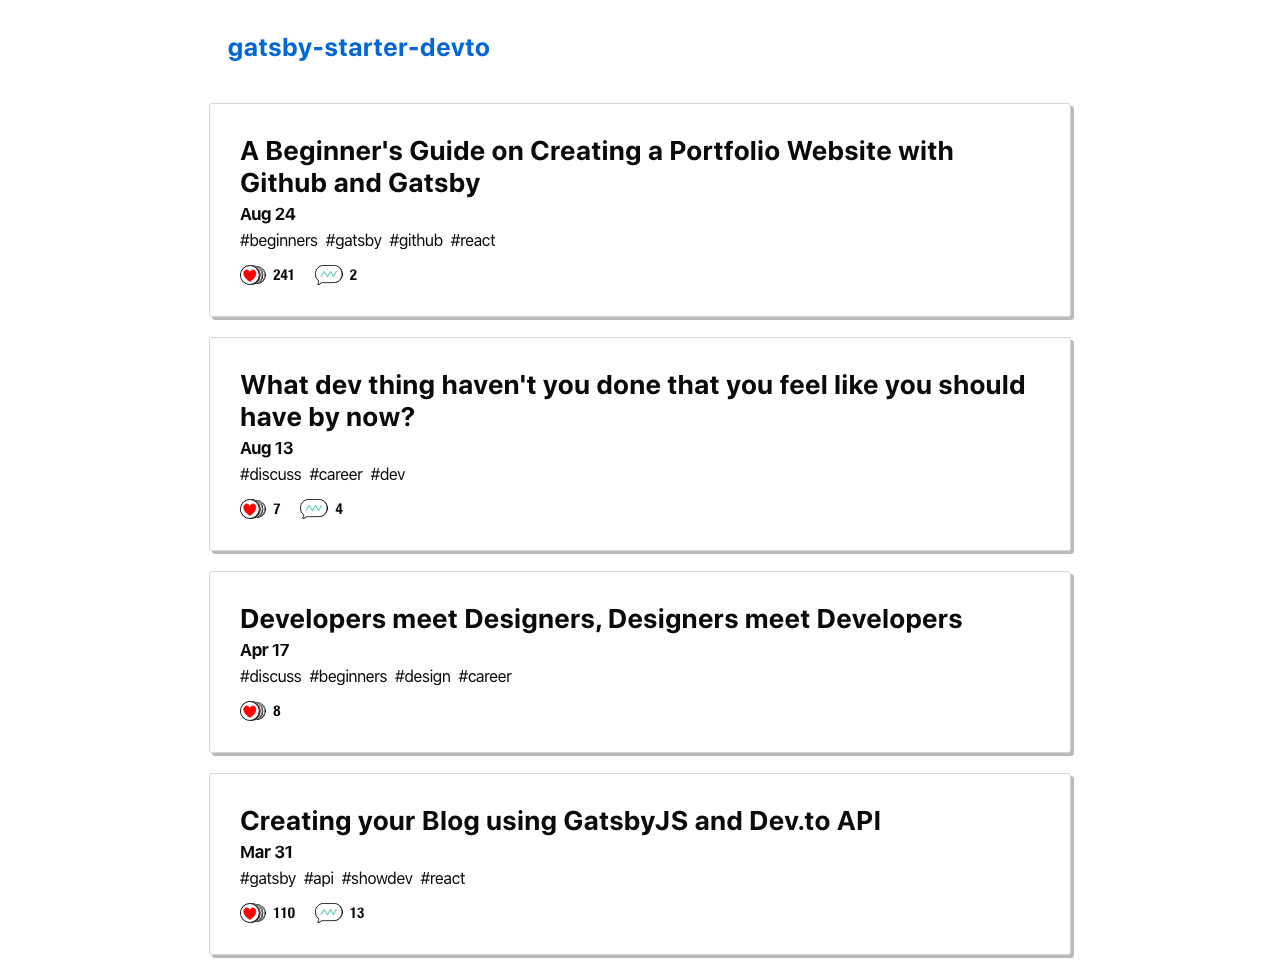 gatsby-starter-devto
A Beginner's Guide on Creating a Portfolio Website with
Github and Gatsby
Aug 24
#beginners #gatsby #github #react
241 2
What dev thing haven't you done that you feel like you should
have by now?
Aug 13
#discuss #career #dev
7 4
Developers meet Designers, Designers meet Developers
Apr 17
#discuss #beginners #design #career
8
Creating your Blog using GatsbyJS and Dev.to API
Mar 31
#gatsby #api #showdev #react
110 13